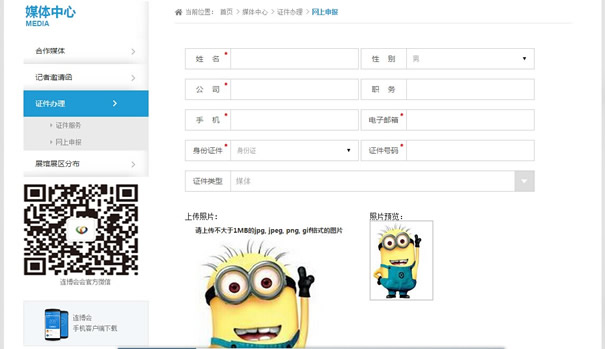 媒体中心
MEDIA
当前位置： 首页 > 媒体中心 > 证件办理 > 网上申报
合作媒体
记者邀请函
证件办理
证件服务
网上申报
展馆展区分布
连博会官方微信
连博会
手机客户端下载
姓 名 *
性 别 男
公 司 *
职 务
手 机 *
电子邮箱 *
身份证件 * 身份证
证件号码 *
证件类型 媒体
上传照片：
照片预览：
请上传不大于1MB的jpg, jpeg, png, gif格式的图片